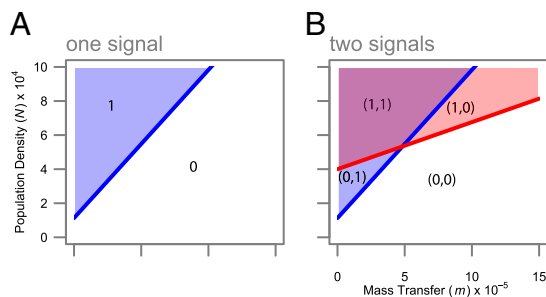 A
one signal
B
two signals
Population Density (N) x 10⁴
10
8
6
4
2
0
1
0
(1,1)
(1,0)
(0,1)
(0,0)
0
5
10
15
Mass Transfer (m) x 10⁻⁵